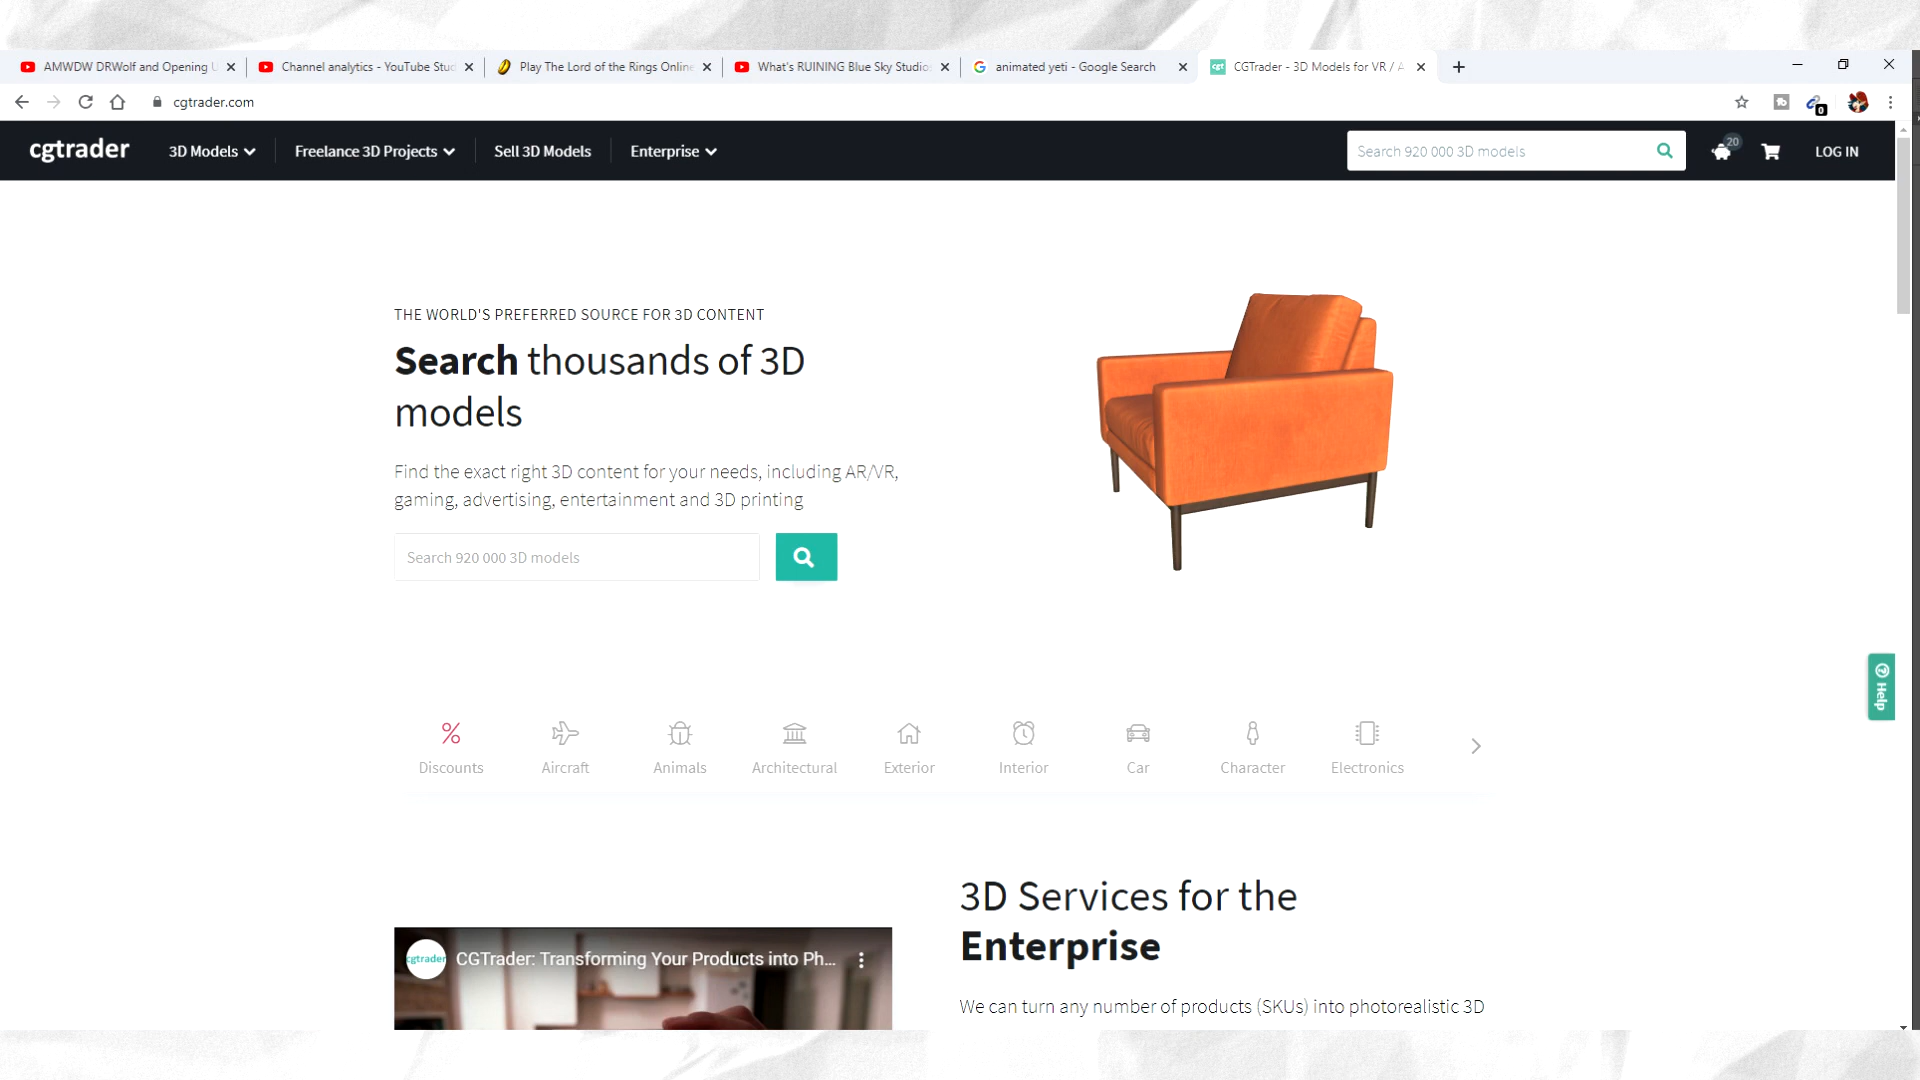 AMWDW DRWolf and Opening
Channel analytics - YouTube Stud
Play The Lord of the Rings Online
What's RUINING Blue Sky Studio
animated yeti - Google Search
CGTrader - 3D Models for VR / A
cgtrader.com
0
cgtrader
3D Models
Freelance 3D Projects
Sell 3D Models
Enterprise
Search 920 000 3D models
20
LOG IN
THE WORLD'S PREFERRED SOURCE FOR 3D CONTENT
Search thousands of 3D
models
Find the exact right 3D content for your needs, including AR/VR,
gaming, advertising, entertainment and 3D printing
Search 920 000 3D models
Help
Discounts
Aircraft
Animals
Architectural
Exterior
Interior
Car
Character
Electronics
3D Services for the
Enterprise
cgtrader
CGTrader: Transforming Your Products into Ph...
We can turn any number of products (SKUs) into photorealistic 3D